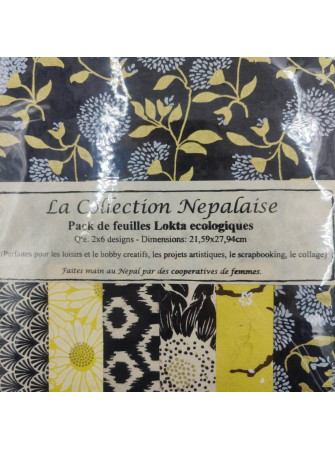 La Collection Nepalaise
Pack de feuilles Lokta ecologiques
Qté. 2x6 designs - Dimensions: 21,59x27,94cm
(Parfaites pour les loisirs et le hobby creatifs, les projets artistiques, le scrapbooking, le collage)
Faites main au Nepal par des cooperatives de femmes.